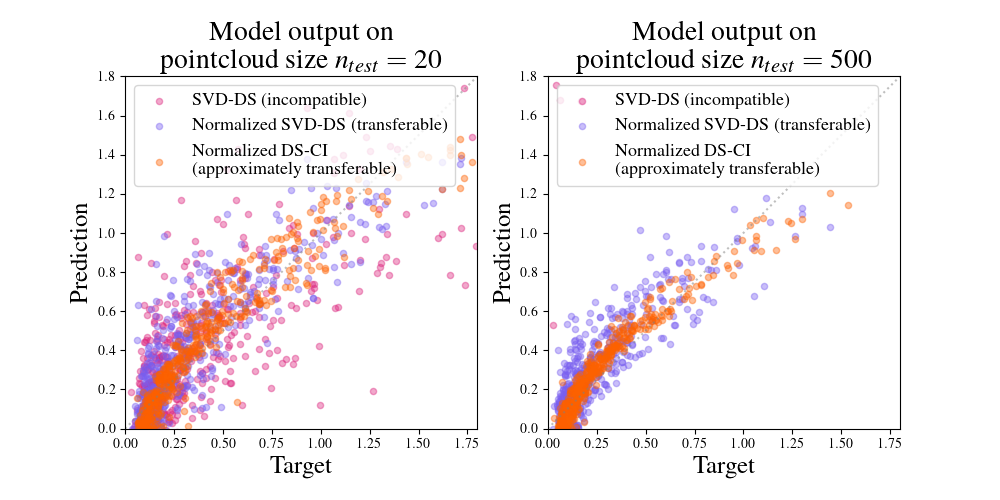 Model output on
pointcloud size n_test = 20
1.8
1.6
1.4
1.2
1.0
0.8
0.6
0.4
0.2
0.0
Prediction
SVD-DS (incompatible)
Normalized SVD-DS (transferable)
Normalized DS-CI
(approximately transferable)
0.00 0.25 0.50 0.75 1.00 1.25 1.50 1.75
Target
Model output on
pointcloud size n_test = 500
1.8
1.6
1.4
1.2
1.0
0.8
0.6
0.4
0.2
0.0
Prediction
SVD-DS (incompatible)
Normalized SVD-DS (transferable)
Normalized DS-CI
(approximately transferable)
0.00 0.25 0.50 0.75 1.00 1.25 1.50 1.75
Target